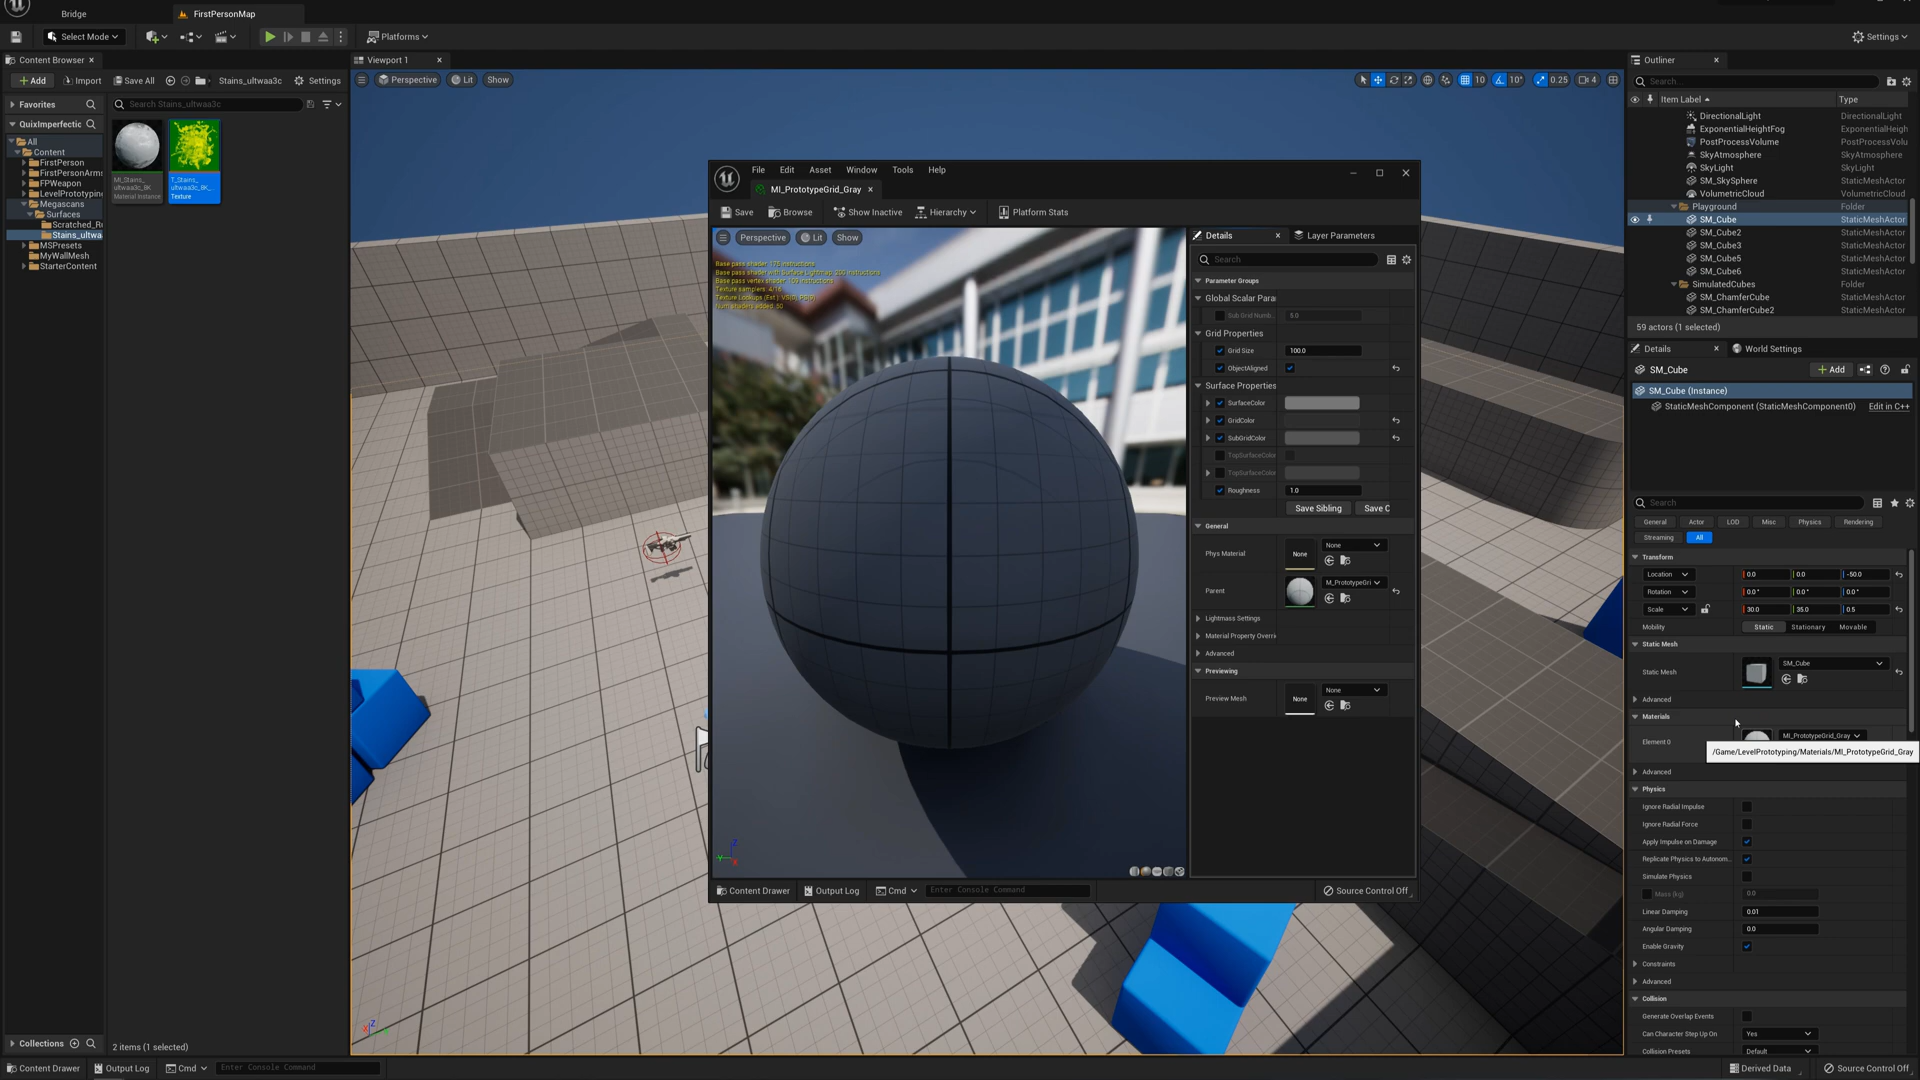 Bridge
FirstPersonMap
Select Mode
Platforms
Settings
Content Browser
Add
Import
Save All
Stains_ultwaa3c
Settings
Favorites
Search Stains_ultwaa3c
QuixImperfectic
All
Content
FirstPerson
FirstPersonArms
FPWeapon
LevelPrototyping
Megascans
Surfaces
Scratched_Ru
Stains_ultwa
MSPresets
MyWallMesh
StarterContent
MI_Stains_
ultwaa3c_8K
Material Instance
T_Stains_
ultwaa3c_8K_
Texture
Collections
2 items (1 selected)
Viewport 1
Perspective
Lit
Show
10
10°
0.25
4
File
Edit
Asset
Window
Tools
Help
MI_PrototypeGrid_Gray
Save
Browse
Show Inactive
Hierarchy
Platform Stats
Perspective
Lit
Show
Base pass shader: 175 instructions
Details
Layer Parameters
Search
Parameter Groups
Global Scalar Para
Sub Grid Numb
5.0
Grid Properties
Grid Size
100.0
ObjectAligned
Surface Properties
SurfaceColor
GridColor
SubGridColor
TopSurfaceColor
TopSurfaceColor
Roughness
1.0
Save Sibling
Save C
General
Phys Material
None
None
Parent
M_PrototypeGri
Lightmass Settings
Material Property Overri
Advanced
Previewing
Preview Mesh
None
None
Content Drawer
Output Log
Cmd
Enter Console Command
Source Control Off
Outliner
Search...
Item Label
Type
DirectionalLight
DirectionalLight
ExponentialHeightFog
ExponentialHeigh
PostProcessVolume
PostProcessVolu
SkyAtmosphere
SkyAtmosphere
SkyLight
SkyLight
SM_SkySphere
StaticMeshActor
VolumetricCloud
VolumetricCloud
Playground
Folder
SM_Cube
StaticMeshActor
SM_Cube2
StaticMeshActor
SM_Cube3
StaticMeshActor
SM_Cube5
StaticMeshActor
SM_Cube6
StaticMeshActor
SimulatedCubes
Folder
SM_ChamferCube
StaticMeshActor
SM_ChamferCube2
StaticMeshActor
59 actors (1 selected)
Details
World Settings
SM_Cube
Add
SM_Cube (Instance)
StaticMeshComponent (StaticMeshComponent0)
Edit in C++
Search
General
Actor
LOD
Misc
Physics
Rendering
Streaming
All
Transform
Location
0.0
0.0
-50.0
Rotation
0.0°
0.0°
0.0°
Scale
30.0
35.0
0.5
Mobility
Static
Stationary
Movable
Static Mesh
Static Mesh
SM_Cube
Advanced
Materials
Element 0
MI_PrototypeGrid_Gray
/Game/LevelPrototyping/Materials/MI_PrototypeGrid_Gray
Advanced
Physics
Ignore Radial Impulse
Ignore Radial Force
Apply Impulse on Damage
Replicate Physics to Autonom...
Simulate Physics
Mass (kg)
0.0
Linear Damping
0.01
Angular Damping
0.0
Enable Gravity
Constraints
Advanced
Collision
Generate Overlap Events
Can Character Step Up On
Yes
Collision Presets
Default
Content Drawer
Output Log
Cmd
Enter Console Command
Derived Data
Source Control Off